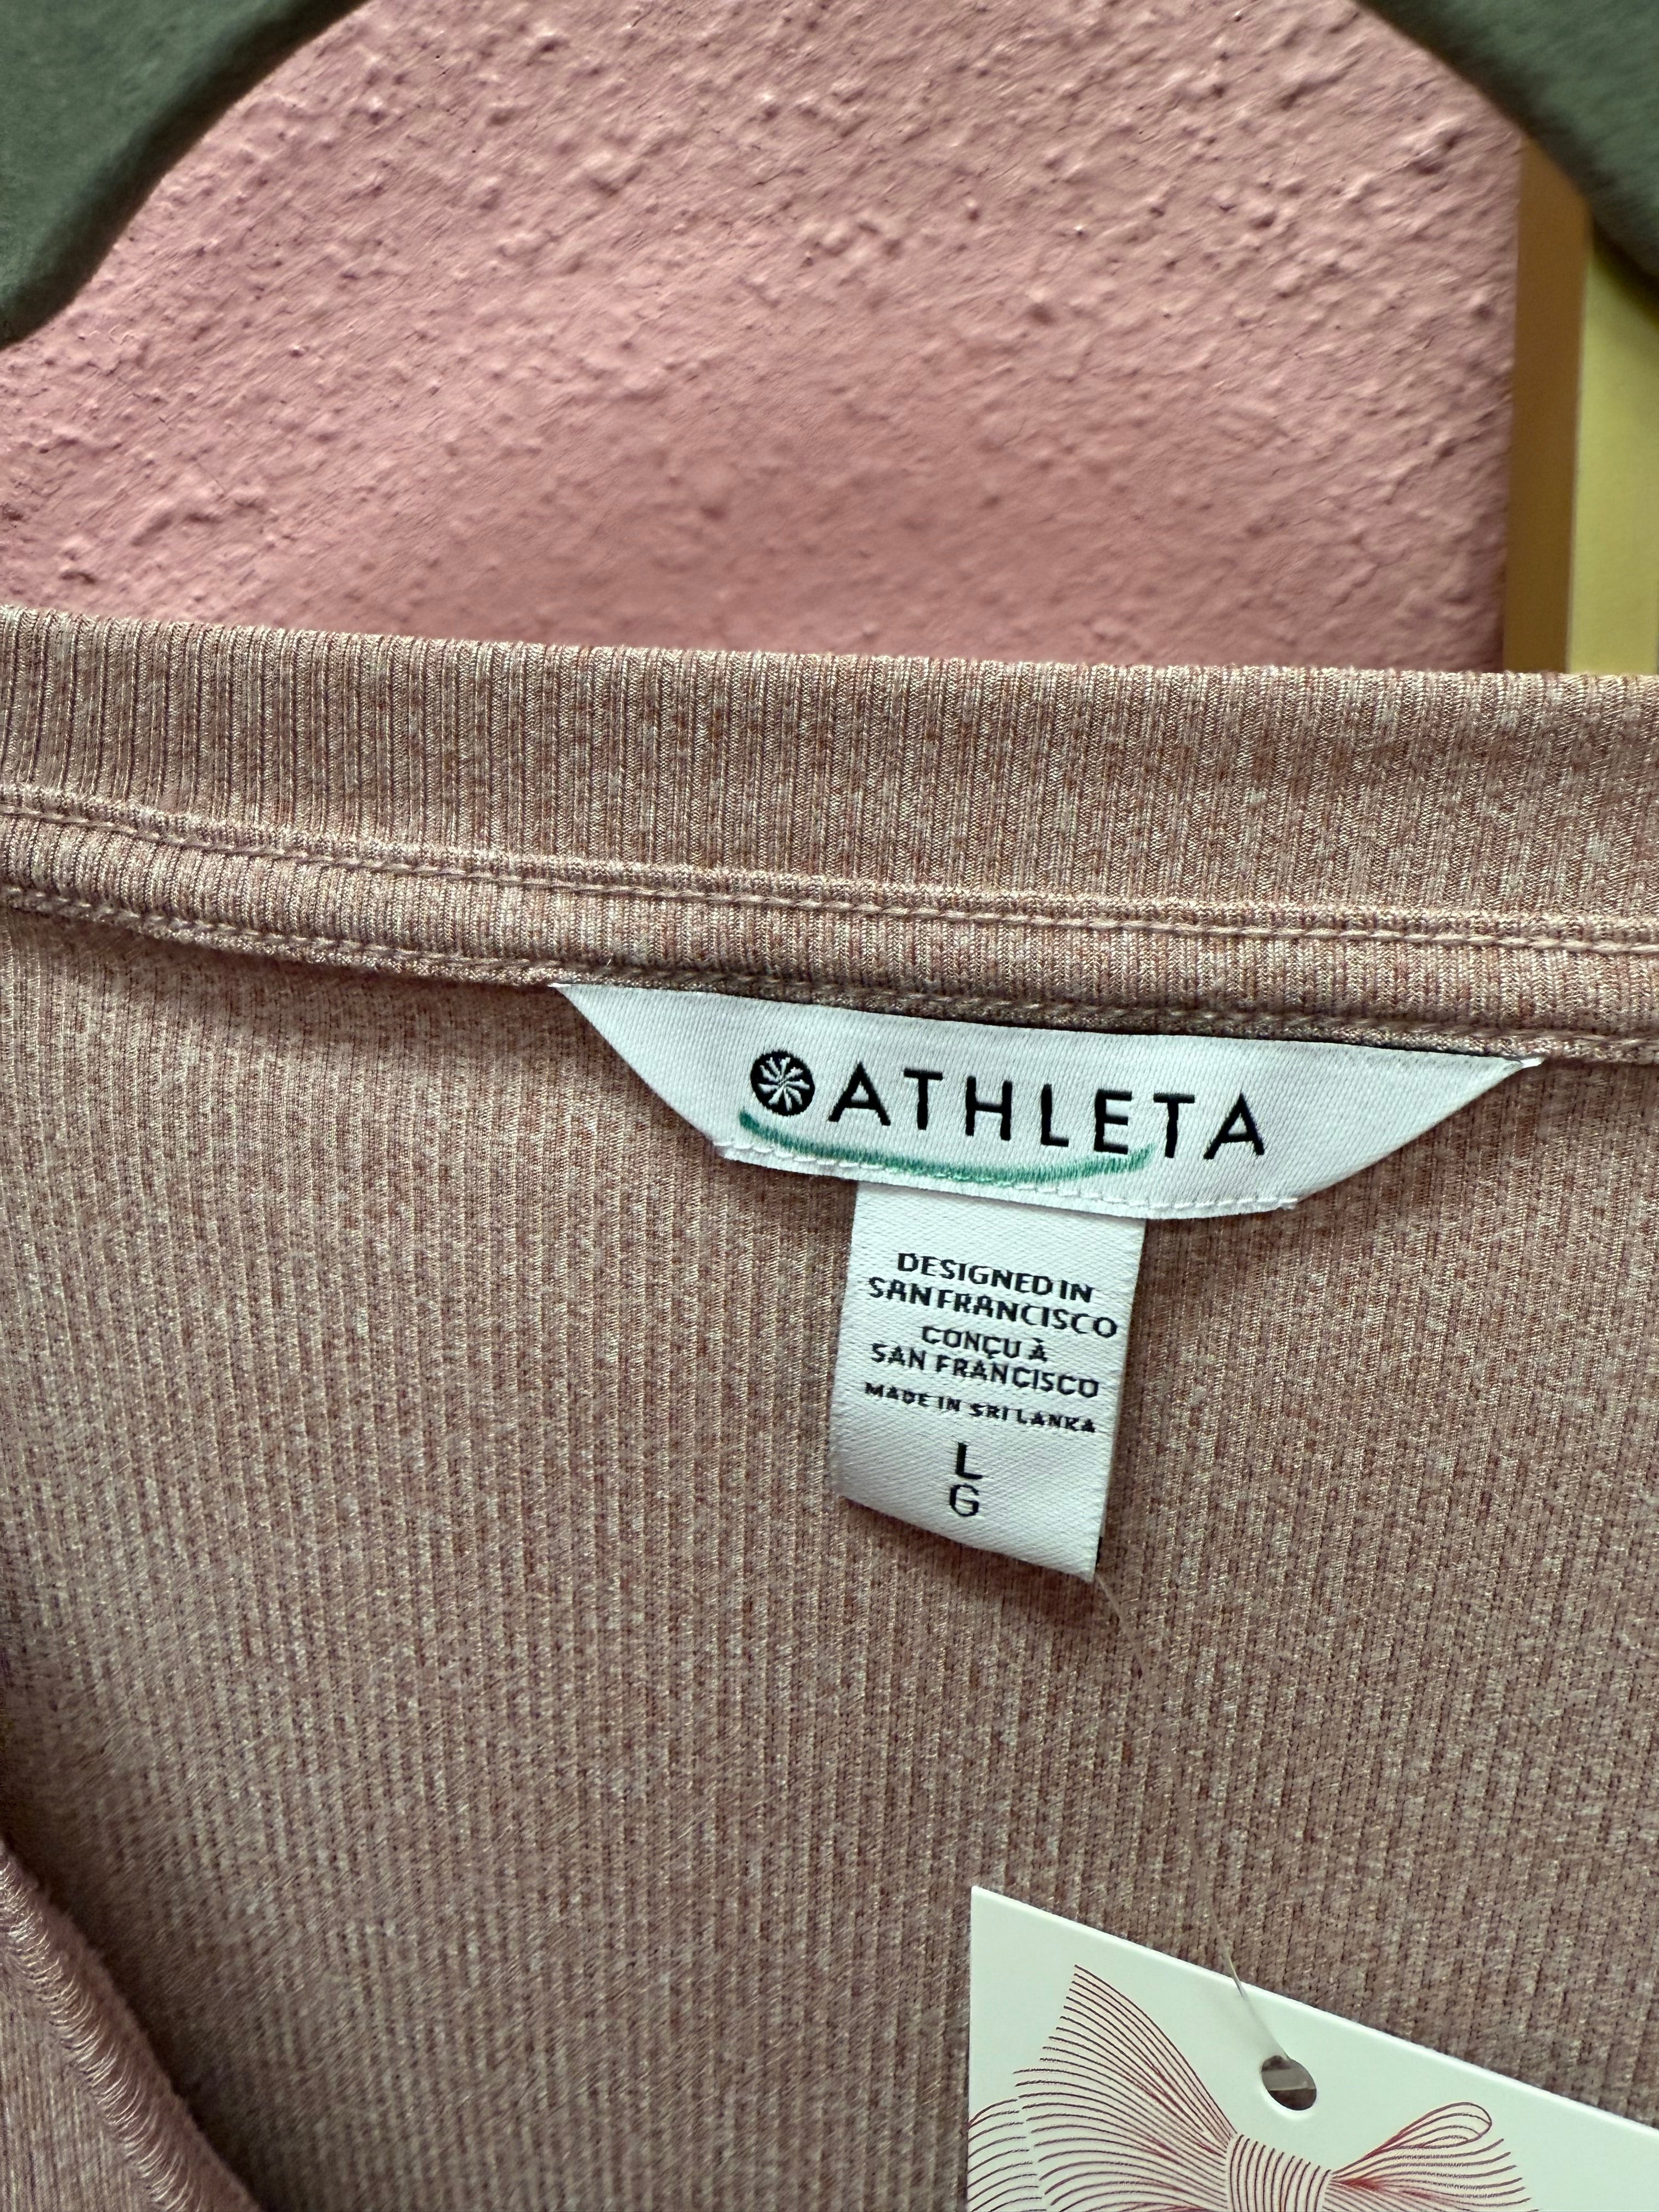 ATHLETA
DESIGNED IN
SAN FRANCISCO
CONÇU À
SAN FRANCISCO
MADE IN SRI LANKA
L
G